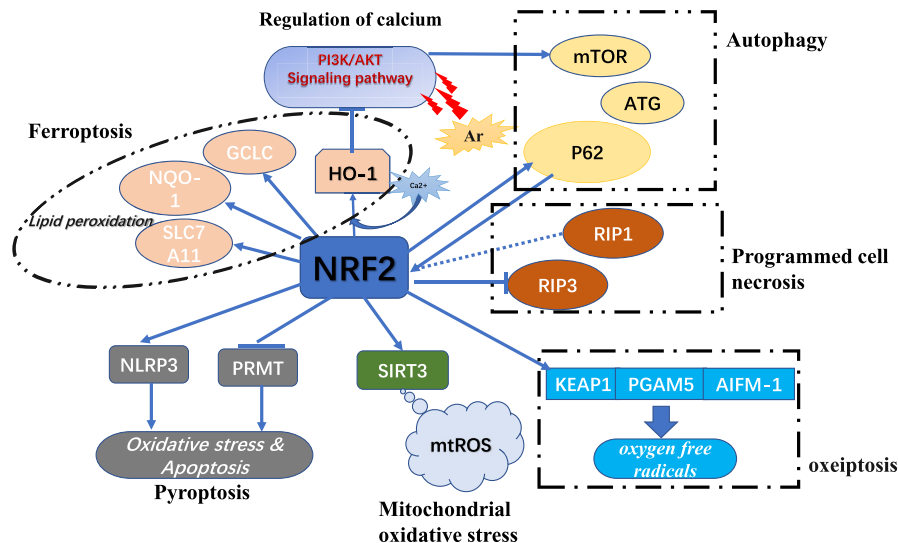 Regulation of calcium
PI3K/AKT
Signaling pathway
Ar
Autophagy
mTOR
ATG
P62
Ferroptosis
GCLC
NQO-
1
Lipid peroxidation
SLC7
A11
HO-1
Ca2+
NRF2
RIP1
RIP3
Programmed cell
necrosis
NLRP3
PRMT
SIRT3
KEAP1
PGAM5
AIFM-1
Oxidative stress &
Apoptosis
Pyroptosis
mtROS
Mitochondrial
oxidative stress
oxygen free
radicals
oxeiptosis